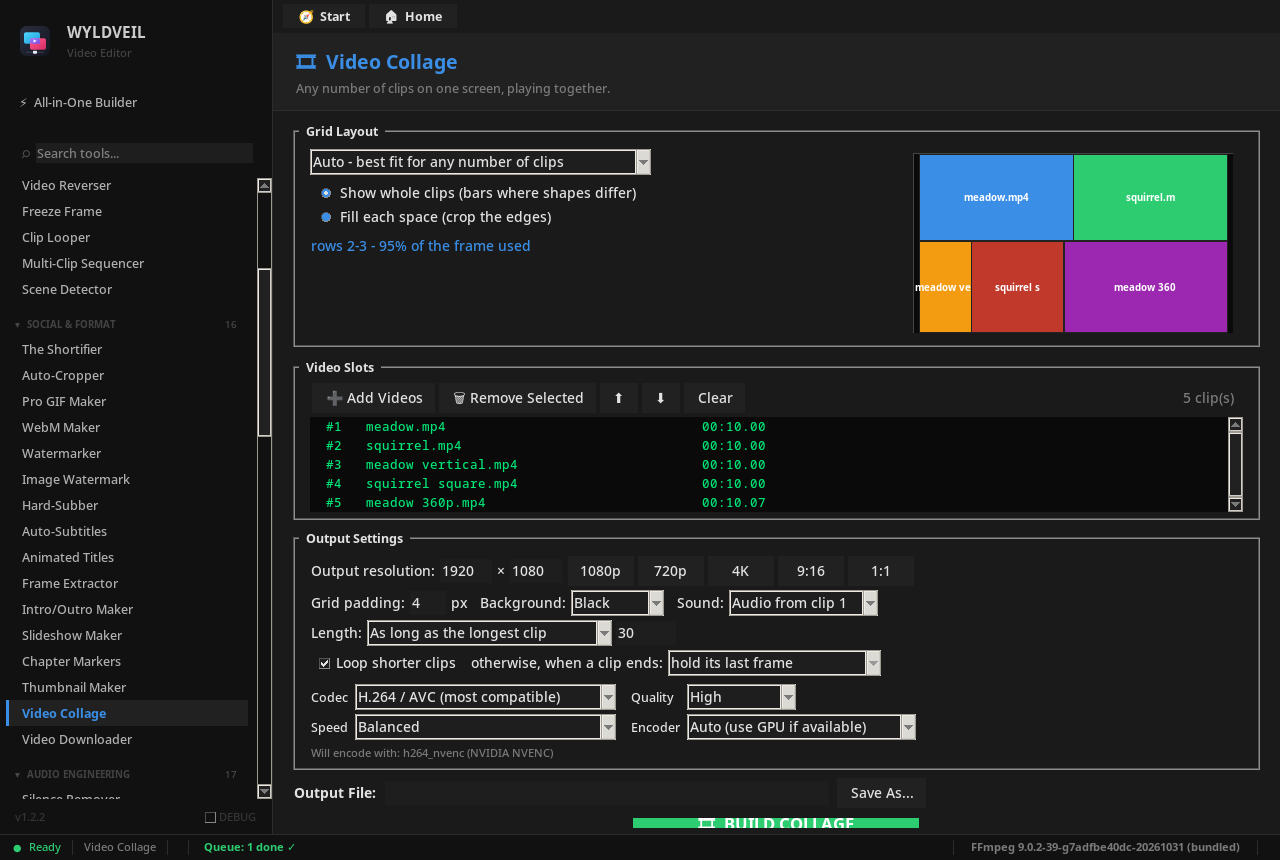 WYLDVEIL
Video Editor
⚡ All-in-One Builder
Search tools...
Video Reverser
Freeze Frame
Clip Looper
Multi-Clip Sequencer
Scene Detector
SOCIAL & FORMAT 16
The Shortifier
Auto-Cropper
Pro GIF Maker
WebM Maker
Watermarker
Image Watermark
Hard-Subber
Auto-Subtitles
Animated Titles
Frame Extractor
Intro/Outro Maker
Slideshow Maker
Chapter Markers
Thumbnail Maker
Video Collage
Video Downloader
AUDIO ENGINEERING 17
Silence Remover
v1.2.2 DEBUG
Start Home
Video Collage
Any number of clips on one screen, playing together.
Grid Layout
Auto - best fit for any number of clips
Show whole clips (bars where shapes differ)
Fill each space (crop the edges)
rows 2-3 - 95% of the frame used
meadow.mp4 squirrel.m
meadow ve squirrel s meadow 360
Video Slots
Add Videos Remove Selected ⬆ ⬇ Clear 5 clip(s)
#1 meadow.mp4 00:10.00
#2 squirrel.mp4 00:10.00
#3 meadow vertical.mp4 00:10.00
#4 squirrel square.mp4 00:10.00
#5 meadow 360p.mp4 00:10.07
Output Settings
Output resolution: 1920 × 1080 1080p 720p 4K 9:16 1:1
Grid padding: 4 px Background: Black Sound: Audio from clip 1
Length: As long as the longest clip 30
Loop shorter clips otherwise, when a clip ends: hold its last frame
Codec H.264 / AVC (most compatible) Quality High
Speed Balanced Encoder Auto (use GPU if available)
Will encode with: h264_nvenc (NVIDIA NVENC)
Output File: Save As...
BUILD COLLAGE
Ready Video Collage Queue: 1 done ✓ FFmpeg 9.0.2-39-g7adfbe40dc-20261031 (bundled)